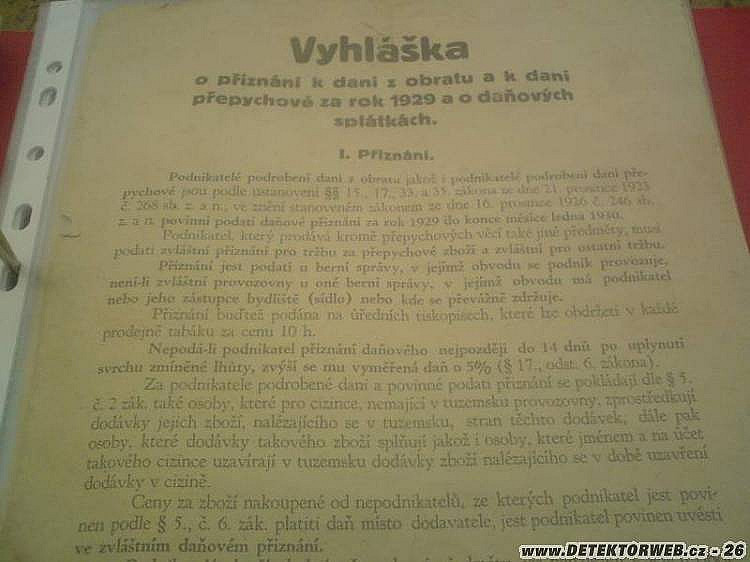 Vyhláška
o přiznání k dani z obratu a k dani
přepychové za rok 1929 a o daňových
splátkách.
I. Přiznání.
Podnikatelé podrobení dani z obratu jakož i podnikatelé podrobení dani pře-
pychové jsou podle ustanovení §§ 15., 17., 33. a 35. zákona ze dne 21. prosince 1923
č. 268 sb. z. a n., ve znění stanoveném zákonem ze dne 16. prosince 1926 č. 246 sb.
z. a n. povinni podati daňové přiznání za rok 1929 do konce měsíce ledna 1930.
Podnikatel, který prodává kromě přepychových věcí také jiné předměty, musí
podati zvláštní přiznání pro tržbu za přepychové zboží a zvláštní pro ostatní tržbu.
Přiznání jest podati u berní správy, v jejímž obvodu se podnik provozuje,
není-li zvláštní provozovny u oné berní správy, v jejímž obvodu má podnikatel
nebo jeho zástupce bydliště (sídlo) nebo kde se převážně zdržuje.
Přiznání buďtež podána na úředních tiskopisech, které lze obdržeti v každé
prodejně tabáku za cenu 10 h.
Nepodá-li podnikatel přiznání daňového nejpozději do 14 dnů po uplynutí
svrchu zmíněné lhůty, zvýší se mu vyměřená daň o 5% (§ 17., odst. 6. zákona).
Za podnikatele podrobené dani a povinné podati přiznání se pokládají dle § 5.
č. 2 zák. také osoby, které pro cizince, nemající v tuzemsku provozovny, zprostředkují
dodávky jejich zboží, nalézajícího se v tuzemsku, stran těchto dodávek, dále pak
osoby, které dodávky takového zboží splňují jakož i osoby, které jménem a na účet
takového cizince uzavírají v tuzemsku dodávky zboží nalézajícího se v době uzavření
dodávky v cizině.
Ceny za zboží nakoupené od nepodnikatelů, ze kterých podnikatel jest povi-
nen podle § 5., č. 6. zák. platiti daň místo dodavatele, jest podnikatel povinen uvésti
ve zvláštním daňovém přiznání.
www.DETEKTORWEB.cz - 26